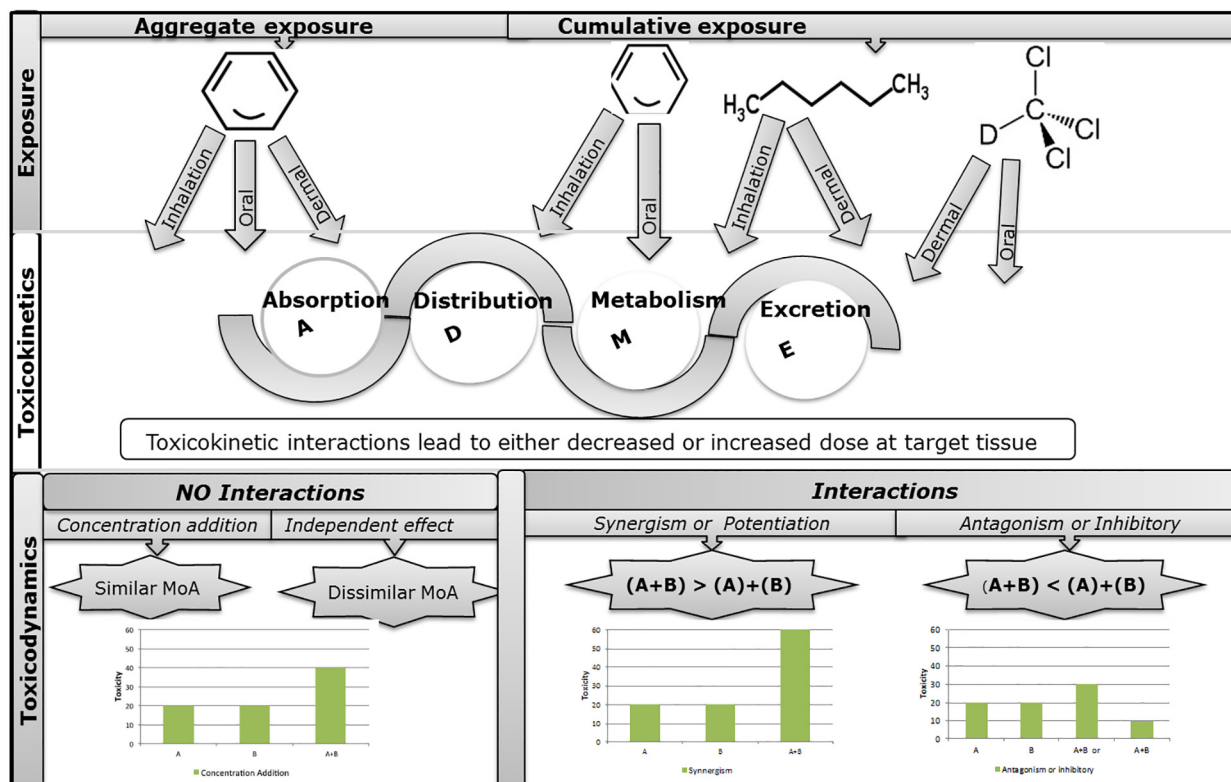 Aggregate exposure
Cumulative exposure
Exposure
Inhalation
Oral
Dermal
Inhalation
Oral
H₃C
CH₃
Inhalation
Dermal
Cl
C
D
Cl
Cl
Dermal
Oral
Toxicokinetics
Absorption
A
Distribution
D
Metabolism
M
Excretion
E
Toxicokinetic interactions lead to either decreased or increased dose at target tissue
Toxicodynamics
NO Interactions
Concentration addition
Independent effect
Similar MoA
Dissimilar MoA
Toxicity
60
50
40
30
20
10
0
A
B
A+B
Concentration Addition
Interactions
Synergism or Potentiation
Antagonism or Inhibitory
(A+B) > (A)+(B)
(A+B) < (A)+(B)
Toxicity
60
50
40
30
20
10
0
A
B
A+B
Synnergism
Toxicity
60
50
40
30
20
10
0
A
B
A+B or
A+B
Antagonism or inhibitory